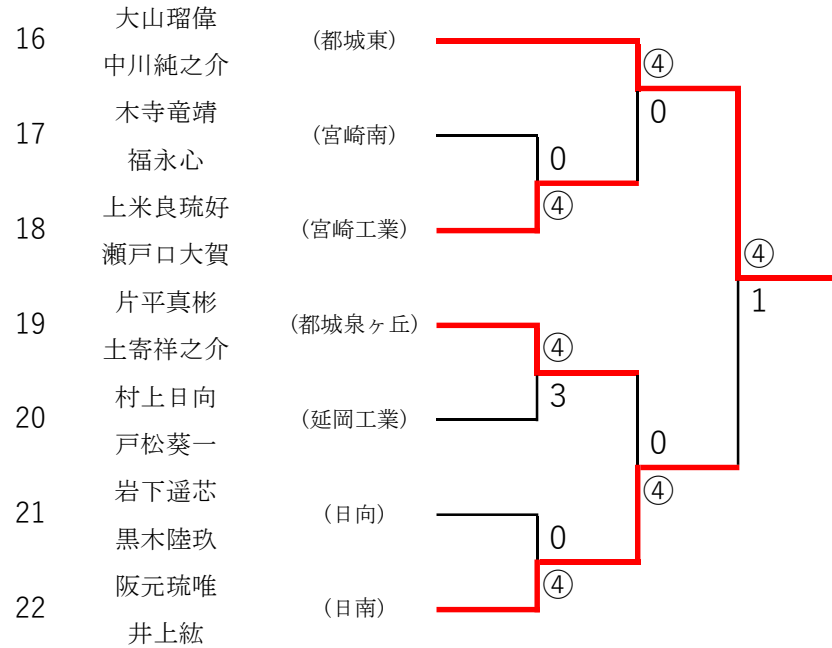 大山瑠偉
16
(都城東)
中川純之介
④
0
木寺竜靖
17
(宮崎南)
福永心
0
④
上米良琉好
18
(宮崎工業)
瀬戸口大賀
④
1
片平真彬
19
(都城泉ヶ丘)
土寄祥之介
④
3
村上日向
20
(延岡工業)
戸松葵一
0
④
岩下遥芯
21
(日向)
黒木陸玖
0
④
阪元琉唯
22
(日南)
井上紘